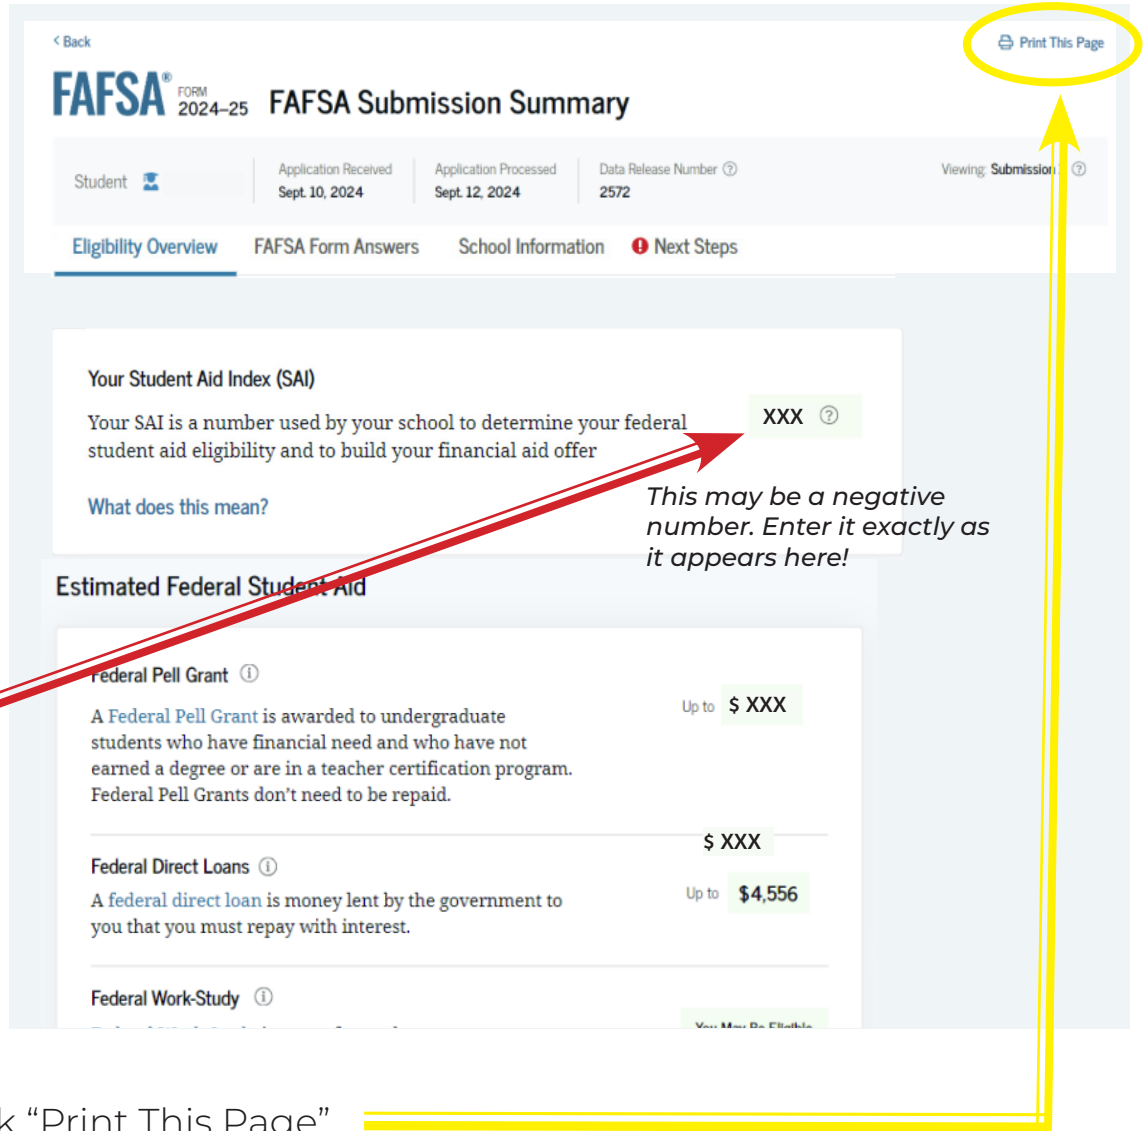 < Back
Print This Page
FAFSA® FORM 2024–25 FAFSA Submission Summary
Student
Application Received
Sept. 10, 2024
Application Processed
Sept. 12, 2024
Data Release Number
2572
Viewing: Submission
Eligibility Overview FAFSA Form Answers School Information Next Steps
Your Student Aid Index (SAI)
Your SAI is a number used by your school to determine your federal
student aid eligibility and to build your financial aid offer
XXX
What does this mean?
This may be a negative
number. Enter it exactly as
it appears here!
Estimated Federal Student Aid
Federal Pell Grant
A Federal Pell Grant is awarded to undergraduate
students who have financial need and who have not
earned a degree or are in a teacher certification program.
Federal Pell Grants don’t need to be repaid.
Up to $ XXX
$ XXX
Federal Direct Loans
A federal direct loan is money lent by the government to
you that you must repay with interest.
Up to $4,556
Federal Work-Study
You May Be Eligible
k “Print This Page”